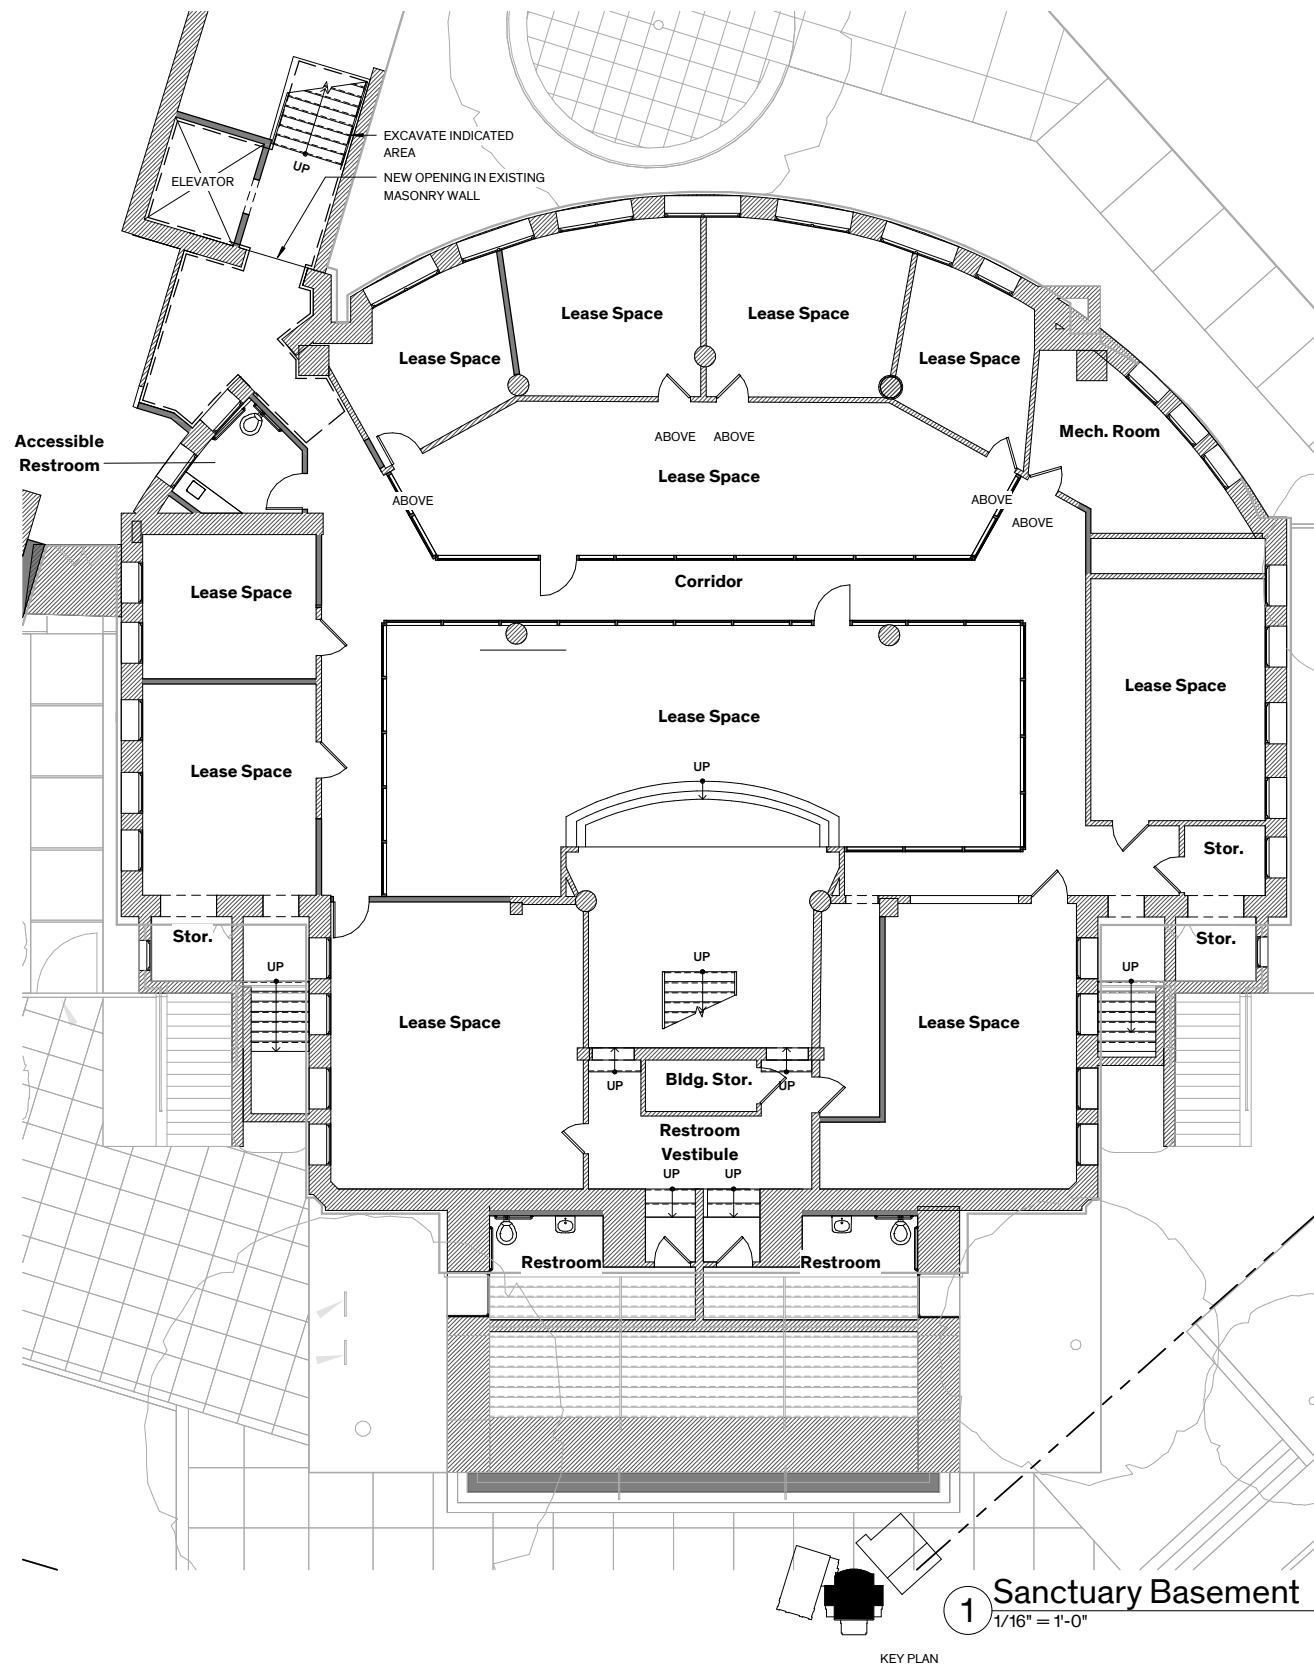 EXCAVATE INDICATED
AREA
UP
NEW OPENING IN EXISTING
MASONRY WALL
ELEVATOR
Lease Space
Lease Space
Lease Space
Lease Space
Accessible
Restroom
Mech. Room
ABOVE
ABOVE
Lease Space
ABOVE
ABOVE
ABOVE
Corridor
Lease Space
Lease Space
Lease Space
Lease Space
UP
Stor.
Stor.
Stor.
UP
UP
UP
Lease Space
Lease Space
UP
Bldg. Stor.
UP
Restroom
Vestibule
UP
UP
Restroom
Restroom
1
Sanctuary Basement
1/16" = 1'-0"
KEY PLAN